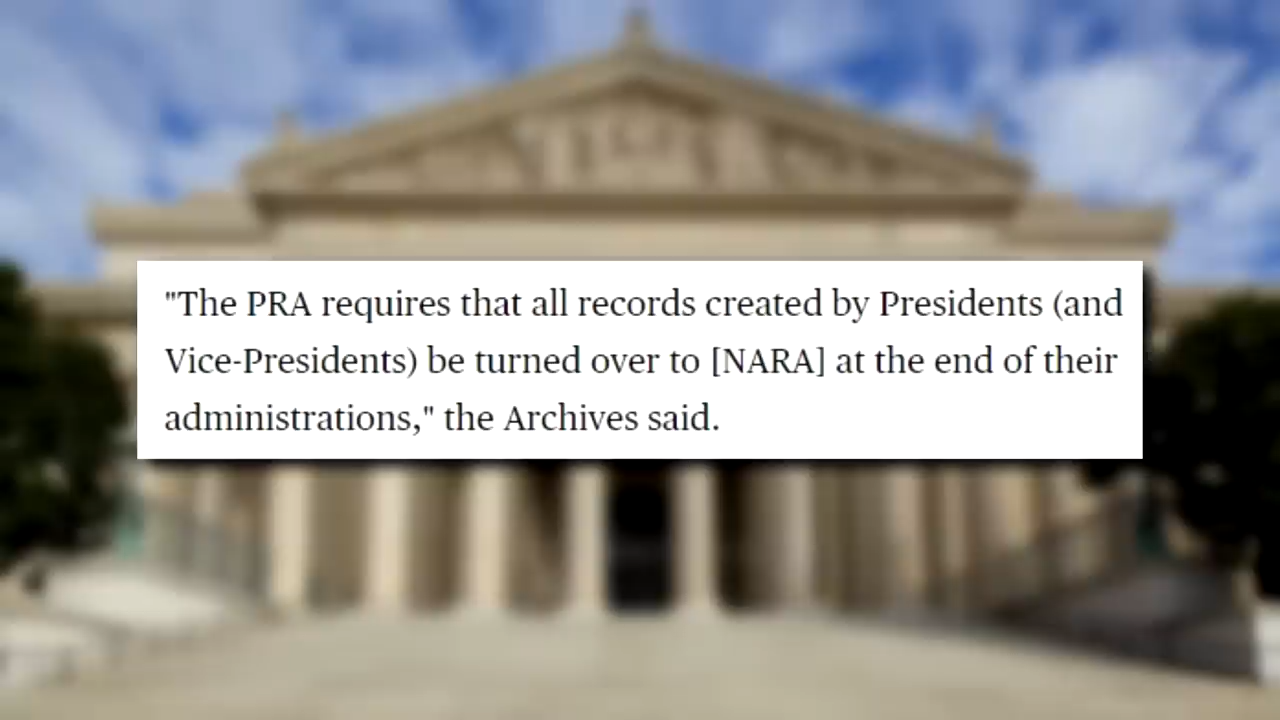 "The PRA requires that all records created by Presidents (and
Vice-Presidents) be turned over to [NARA] at the end of their
administrations," the Archives said.